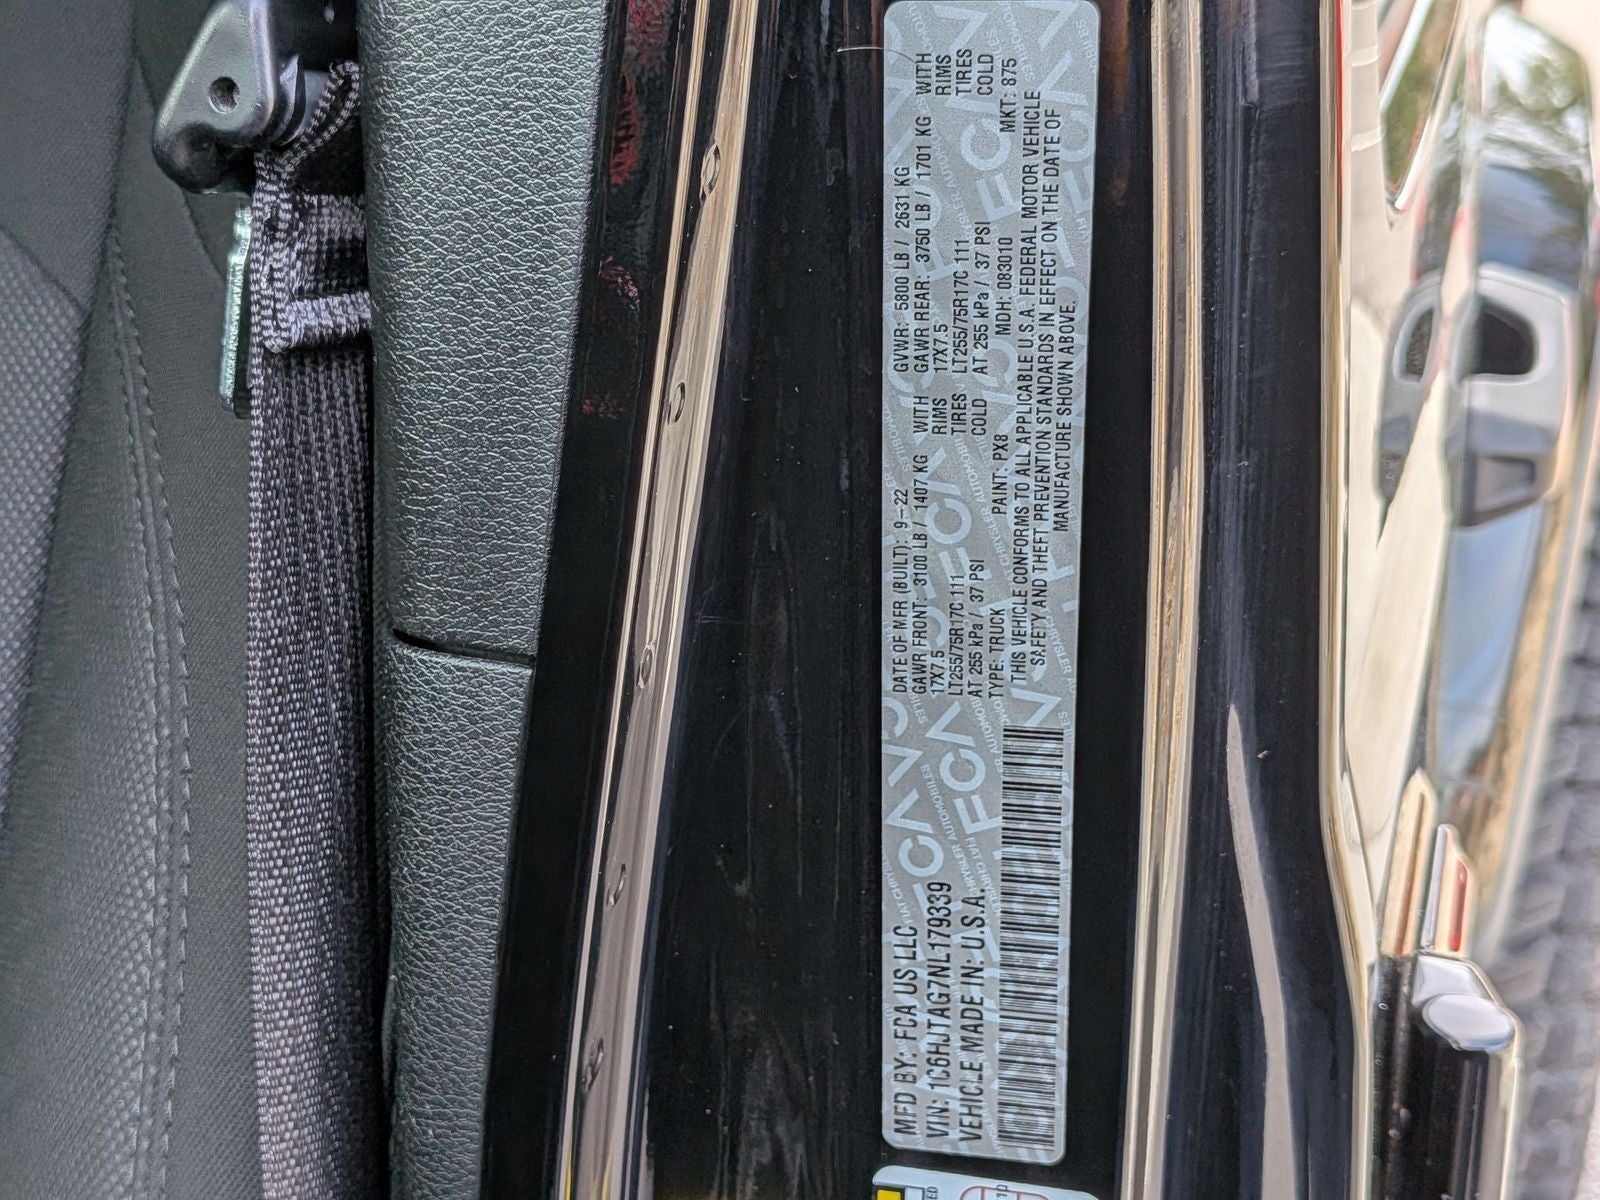 MFD BY: FCA US LLC
VIN: 1C6HJTAG7NL179339
VEHICLE MADE IN U.S.A.
DATE OF MFR (BUILT): 9-22 GVWR: 5800 LB / 2631 KG
GAWR FRONT: 3100 LB / 1407 KG WITH GAWR REAR: 3750 LB / 1701 KG WITH
17X7.5 RIMS 17X7.5 RIMS
LT255/75R17C 111 TIRES LT255/75R17C 111 TIRES
AT 255 kPa / 37 PSI COLD AT 255 kPa / 37 PSI COLD
TYPE: TRUCK PAINT: PX8 MDH: 083010 MKT: 875
THIS VEHICLE CONFORMS TO ALL APPLICABLE U.S.A. FEDERAL MOTOR VEHICLE
SAFETY AND THEFT PREVENTION STANDARDS IN EFFECT ON THE DATE OF
MANUFACTURE SHOWN ABOVE.